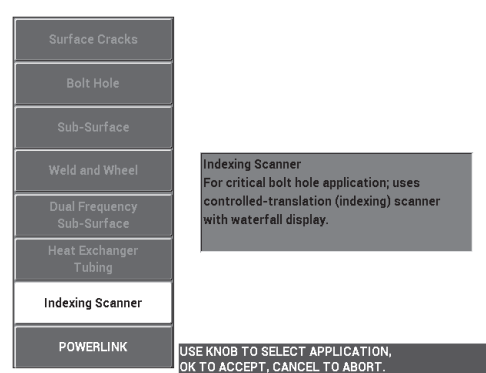 Surface Cracks
Bolt Hole
Sub-Surface
Weld and Wheel
Dual Frequency
Sub-Surface
Heat Exchanger
Tubing
Indexing Scanner
POWERLINK
Indexing Scanner
For critical bolt hole application; uses
controlled-translation (indexing) scanner
with waterfall display.
USE KNOB TO SELECT APPLICATION,
OK TO ACCEPT, CANCEL TO ABORT.